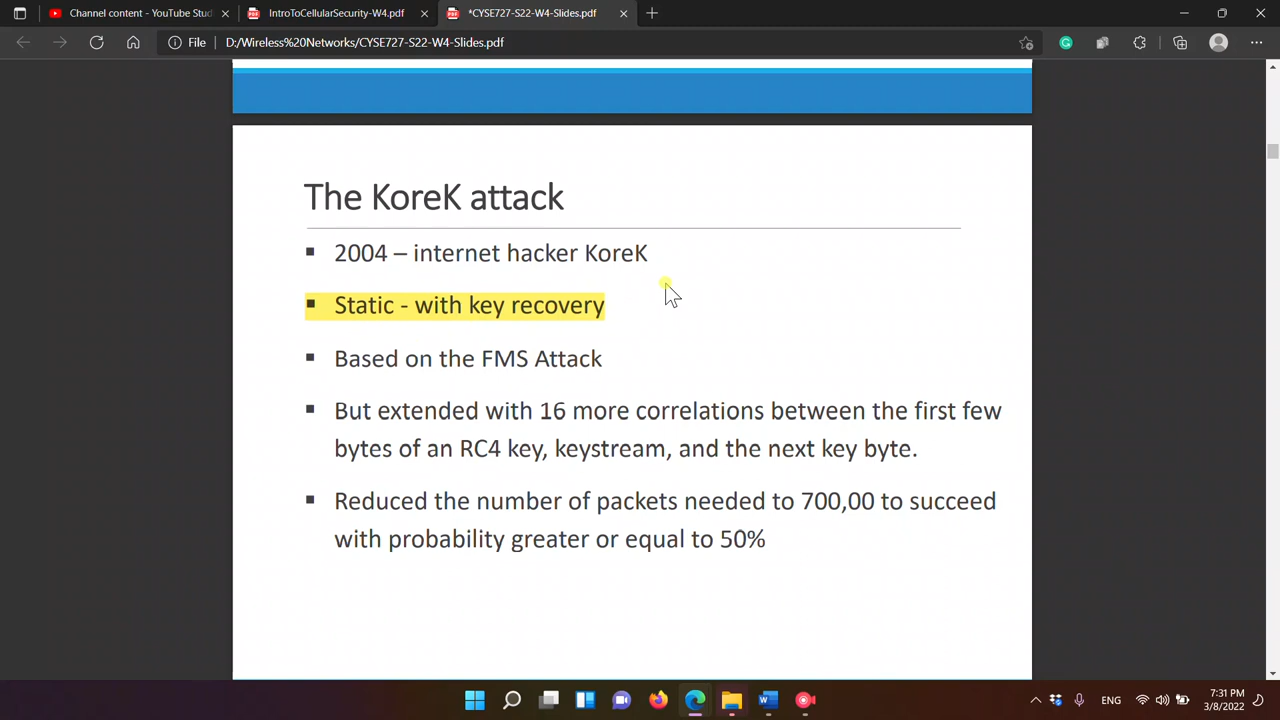 Channel content - YouTube Stud
IntroToCellularSecurity-W4.pdf
*CYSE727-S22-W4-Slides.pdf
File
D:/Wireless%20Networks/CYSE727-S22-W4-Slides.pdf
The KoreK attack
▪ 2004 – internet hacker KoreK
▪ Static - with key recovery
▪ Based on the FMS Attack
▪ But extended with 16 more correlations between the first few
bytes of an RC4 key, keystream, and the next key byte.
▪ Reduced the number of packets needed to 700,00 to succeed
with probability greater or equal to 50%
ENG
7:31 PM
3/8/2022